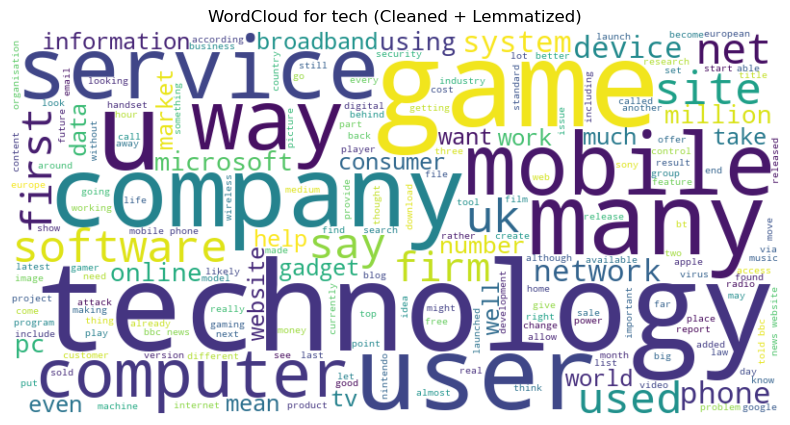 WordCloud for tech (Cleaned + Lemmatized)
information according business broadband using system lot better launch become european
organisation looking email still country security device net start able title
service game every industry research set
look go cost site called another
future handset market something u way digital getting standard including million
content without data hour picture behind part back issue offer control take released
first call away microsoft player want work much result group feature
around wireless consumer three file web sony end
europe going company medium provide thought download tool film mobile many
working life rather uk release bt
show mobile phone find search create two move
software help made say number although available apple via music
latest gamer need online likely model gadget blog firm well development network virus access found radio
image website idea home may
project come attack making technology really currently top might launched give far place told bbc news website
program include thing already gaming money free right change sale power important report
play bbc news next point allow added law
pc customer version different see last user month list big day
computer let real world video phone know
put sold good nintendo almost think used problem google
even machine internet mean product tv